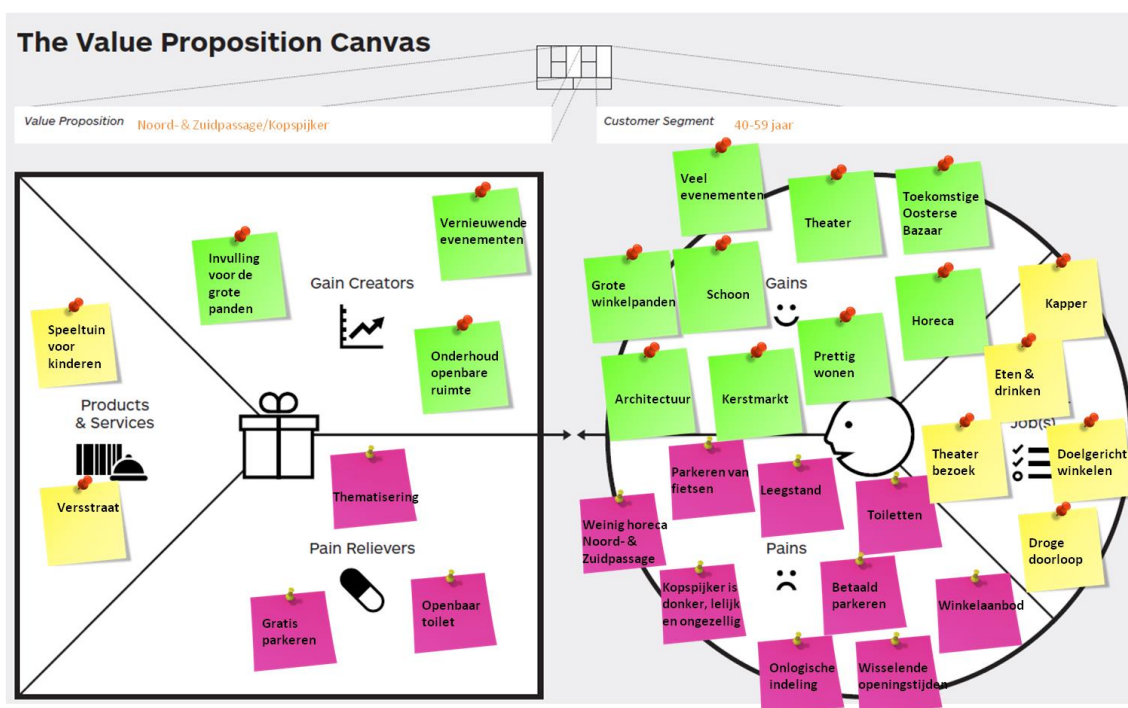 The Value Proposition Canvas
Value Proposition
Noord- & Zuidpassage/Kopspijker
Customer Segment
40-59 jaar
Vernieuwende
evenementen
Invulling
voor de
grote
panden
Gain Creators
Speeltuin
voor
kinderen
Onderhoud
openbare
ruimte
Products
& Services
Versstraat
Thematisering
Pain Relievers
Gratis
parkeren
Openbaar
toilet
Veel
evenementen
Theater
Toekomstige
Oosterse
Bazaar
Grote
winkelpanden
Schoon
Gains
Horeca
Kapper
Architectuur
Kerstmarkt
Prettig
wonen
Eten &
drinken
Job(s)
Theater
bezoek
Doelgericht
winkelen
Droge
doorloop
Parkeren van
fietsen
Leegstand
Toiletten
Weinig horeca
Noord- &
Zuidpassage
Pains
Kopspijker is
donker, lelijk
en ongezellig
Betaald
parkeren
Winkelaanbod
Onlogische
indeling
Wisselende
openingstijden